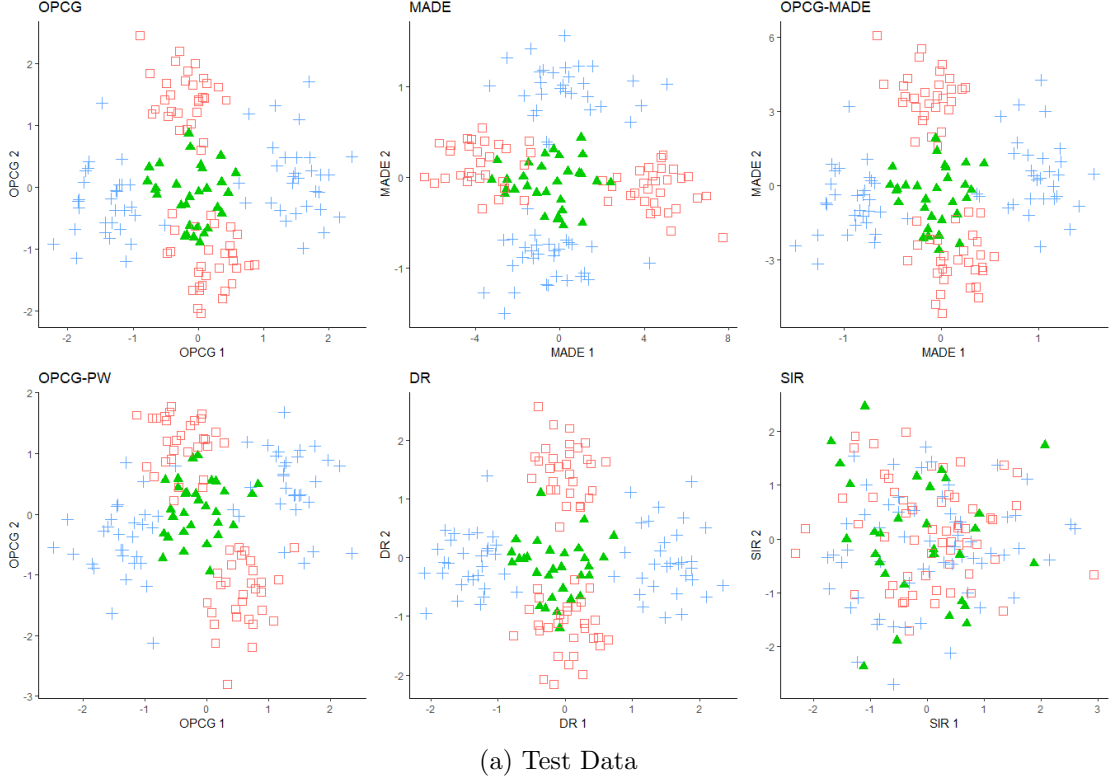 OPCG
MADE
OPCG-MADE
OPCG 2
2
1
0
-1
-2
-2
-1
0
1
2
OPCG 1
MADE 2
1
0
-1
-4
0
4
8
MADE 1
MADE 2
6
3
0
-3
-1
0
1
MADE 1
OPCG-PW
DR
SIR
OPCG 2
2
1
0
-1
-2
-3
-2
-1
0
1
2
OPCG 1
DR 2
2
1
0
-1
-2
-2
-1
0
1
2
DR 1
SIR 2
2
1
0
-1
-2
-2
-1
0
1
2
3
SIR 1
(a) Test Data